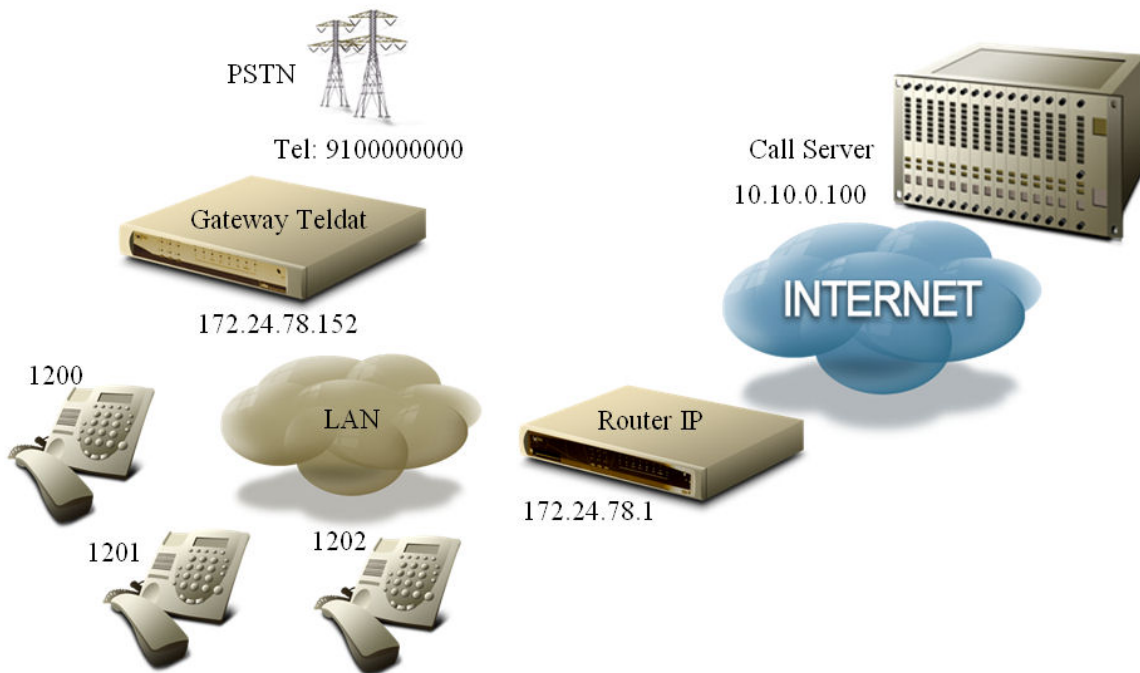 PSTN
Tel: 9100000000
Call Server
10.10.0.100
Gateway Teldat
172.24.78.152
INTERNET
1200
LAN
Router IP
172.24.78.1
1201
1202